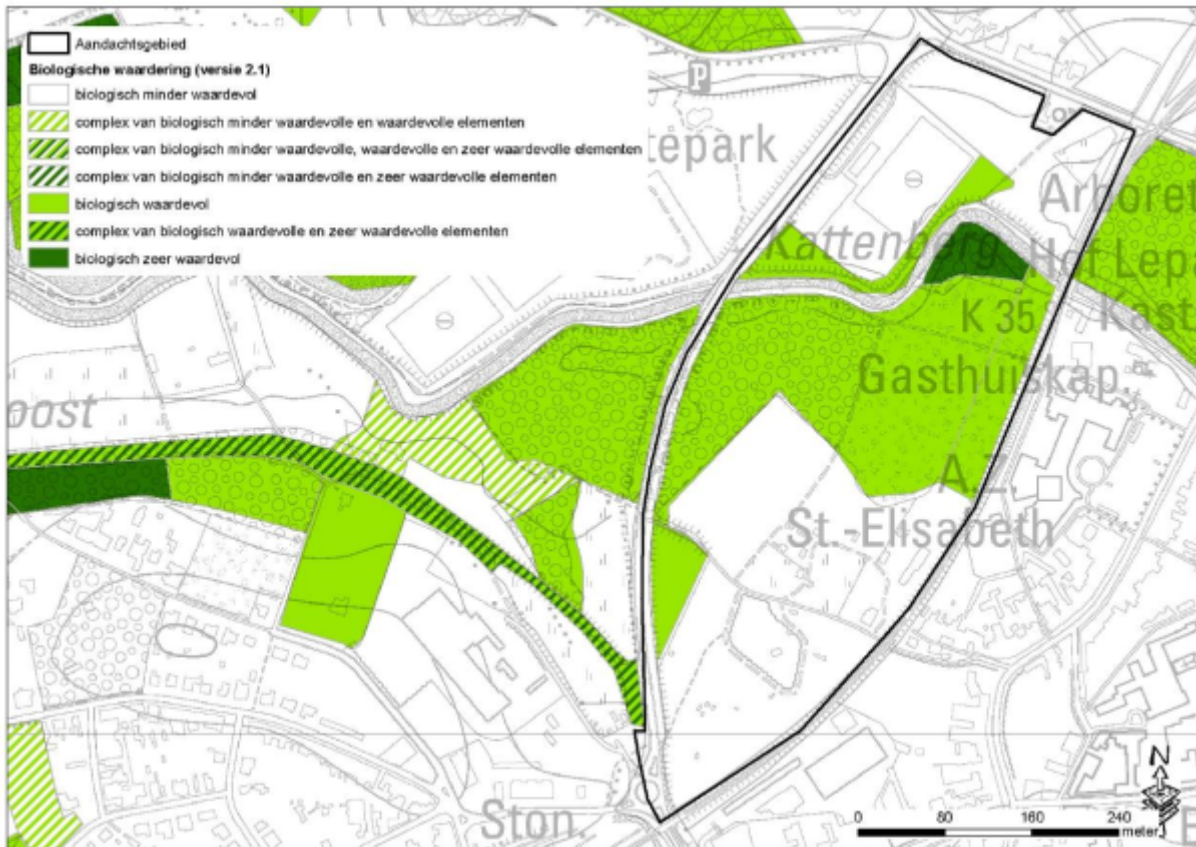 Aandachtsgebied
Biologische waardering (versie 2.1)
biologisch minder waardevol
complex van biologisch minder waardevolle en waardevolle elementen
complex van biologisch minder waardevolle, waardevolle en zeer waardevolle elementen
complex van biologisch minder waardevolle en zeer waardevolle elementen
biologisch waardevol
complex van biologisch waardevolle en zeer waardevolle elementen
biologisch zeer waardevol
P
tepark
Arboret
Kattenberg
Hof Lepa
K 35
Kast
Gasthuiskap.
oost
A.Z.
St.-Elisabeth
Ston.
N
0 80 160 240
meter